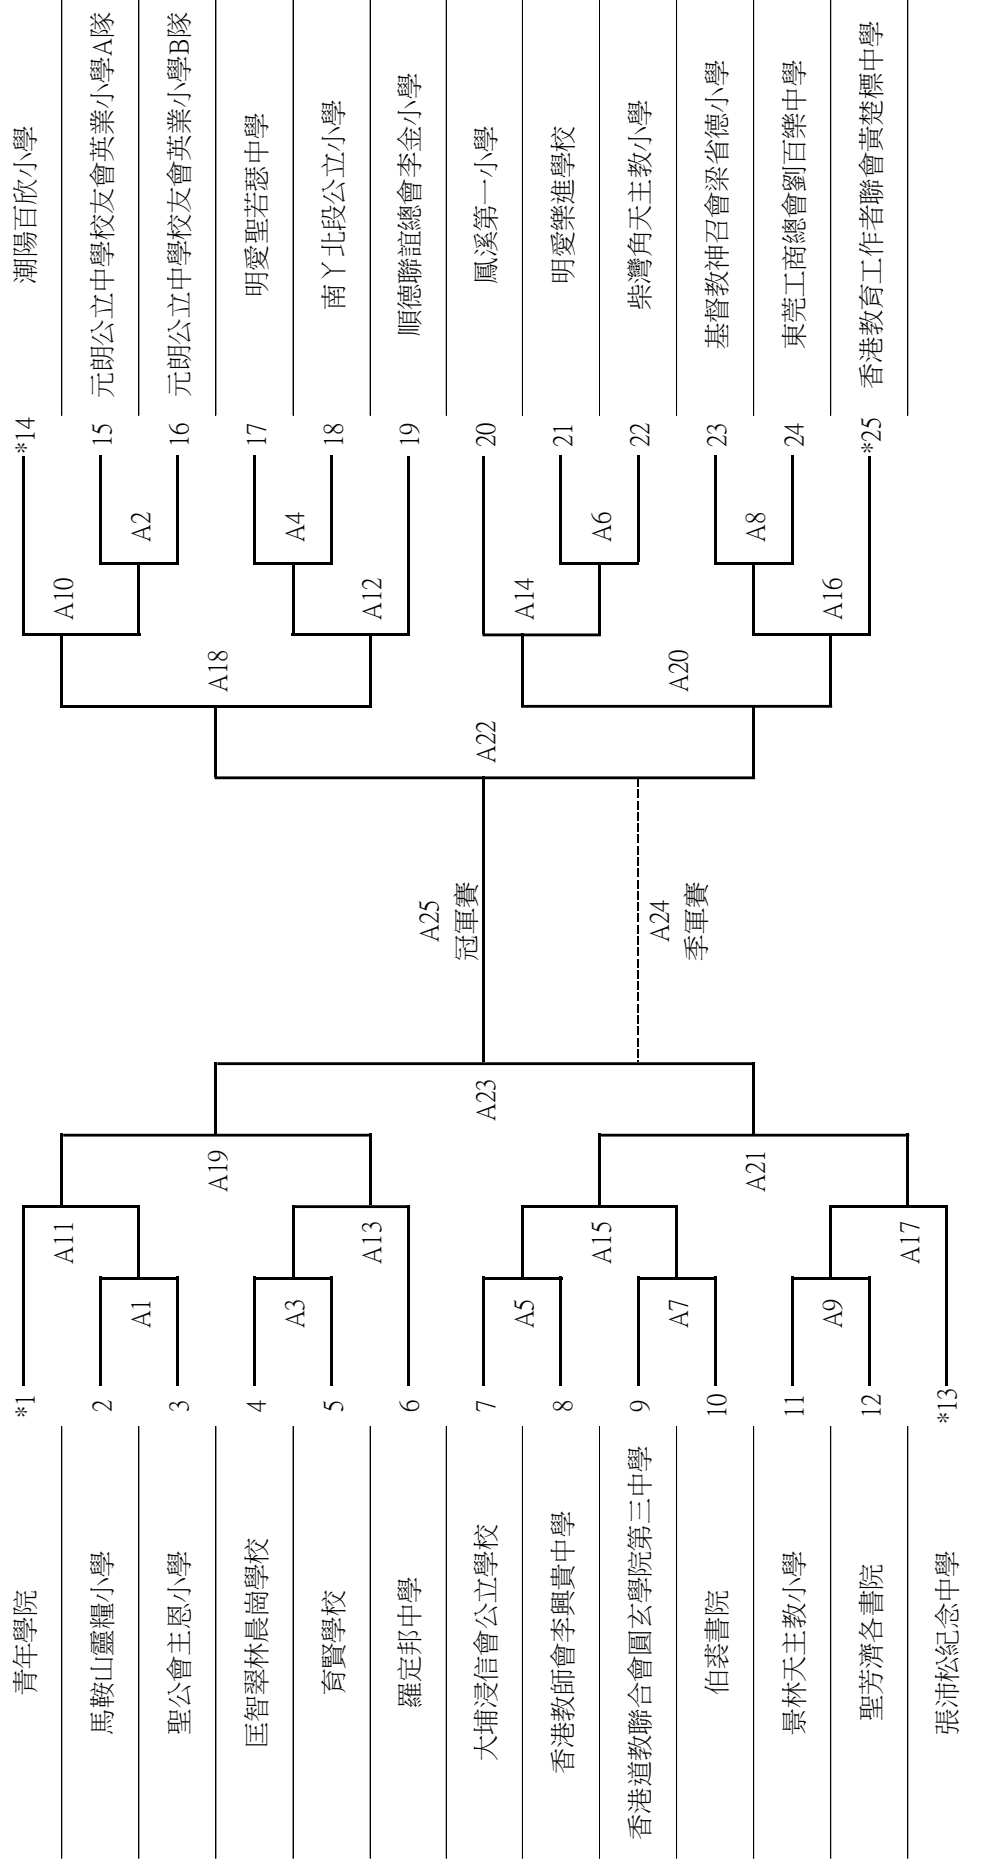 青年學院 *1
馬鞍山靈糧小學 2
聖公會主恩小學 3
匡智翠林晨崗學校 4
育賢學校 5
羅定邦中學 6
大埔浸信會公立學校 7
香港教師會李興貴中學 8
香港道教聯合會圓玄學院第三中學 9
伯裘書院 10
景林天主教小學 11
聖芳濟各書院 12
張沛松紀念中學 *13
A1
A3
A5
A7
A9
A11
A13
A15
A17
A19
A21
A23
A25
冠軍賽
A24
季軍賽
A22
A18
A20
A10
A12
A14
A16
A2
A4
A6
A8
*14 潮陽百欣小學
15 元朗公立中學校友會英業小學A隊
16 元朗公立中學校友會英業小學B隊
17 明愛聖若瑟中學
18 南丫北段公立小學
19 順德聯誼總會李金小學
20 鳳溪第一小學
21 明愛樂進學校
22 柴灣角天主教小學
23 基督教神召會梁省德小學
24 東莞工商總會劉百樂中學
*25 香港教育工作者聯會黃楚標中學